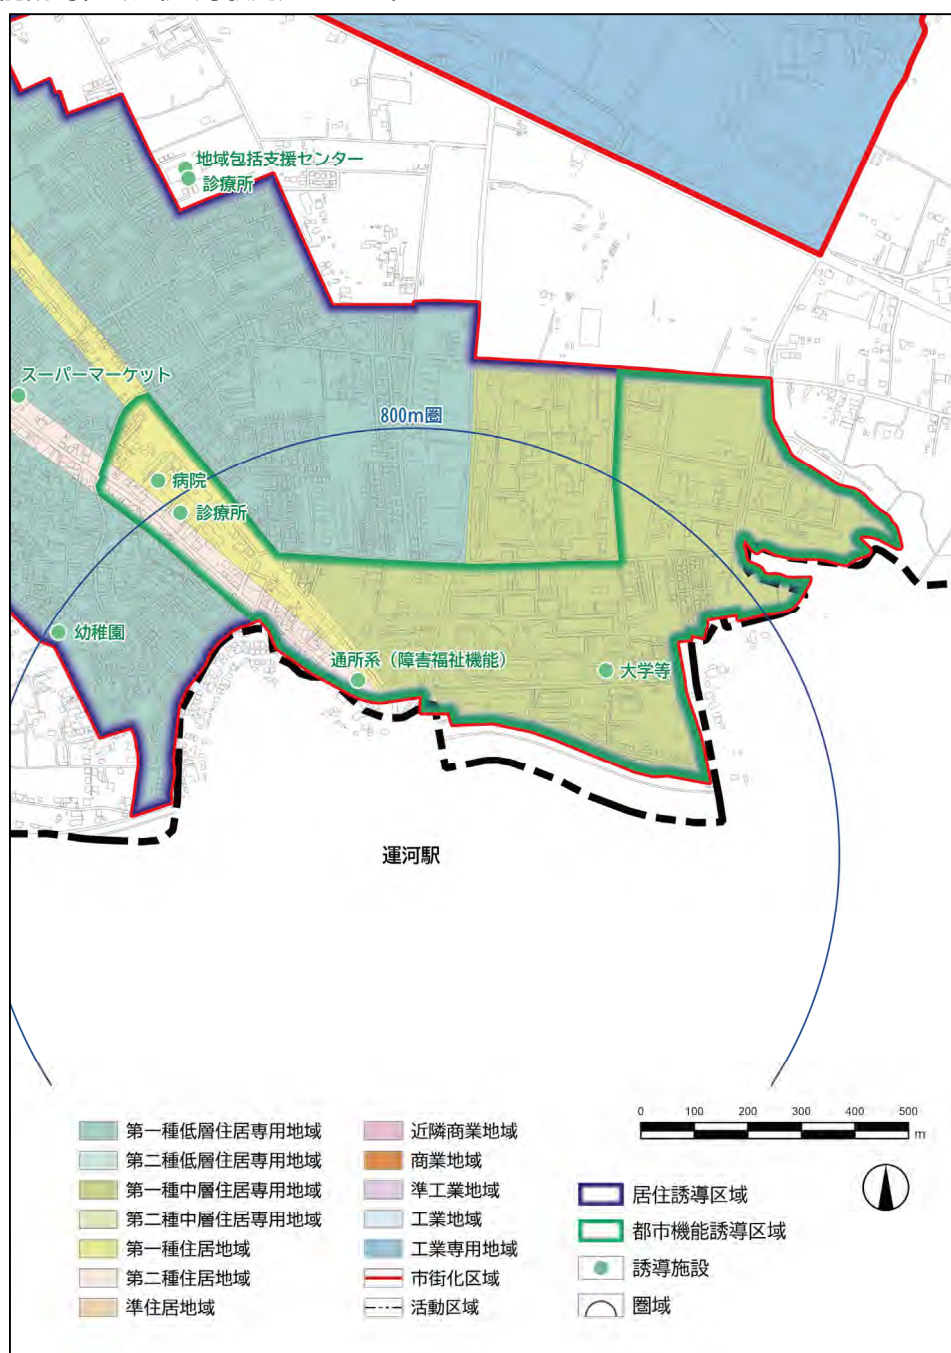 地域包括支援センター
診療所
スーパーマーケット
800m圏
病院
診療所
幼稚園
通所系（障害福祉機能）
大学等
運河駅
第一種低層住居専用地域
第二種低層住居専用地域
第一種中層住居専用地域
第二種中層住居専用地域
第一種住居地域
第二種住居地域
準住居地域
近隣商業地域
商業地域
準工業地域
工業地域
工業専用地域
市街化区域
活動区域
0 100 200 300 400 500
m
居住誘導区域
都市機能誘導区域
誘導施設
圏域